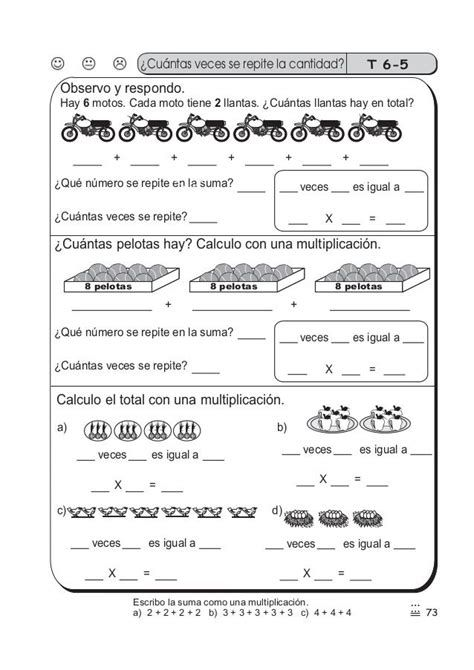 ¿Cuántas veces se repite la cantidad? T 6-5
Observo y respondo.
Hay 6 motos. Cada moto tiene 2 llantas. ¿Cuántas llantas hay en total?
____ + ____ + ____ + ____ + ____ + ____
¿Qué número se repite en la suma? ____ ___ veces ___ es igual a ___
¿Cuántas veces se repite? ____ ___ X ___ = ___
¿Cuántas pelotas hay? Calculo con una multiplicación.
8 pelotas 8 pelotas 8 pelotas
____ + ____ + ____
¿Qué número se repite en la suma? ____ ___ veces ___ es igual a ___
¿Cuántas veces se repite? ____ ___ X ___ = ___
Calculo el total con una multiplicación.
a) b)
___ veces ___ es igual a ___ ___ veces ___ es igual a ___
___ X ___ = ___ ___ X ___ = ___
c) d)
___ veces ___ es igual a ___ ___ veces ___ es igual a ___
___ X ___ = ___ ___ X ___ = ___
Escribo la suma como una multiplicación.
a) 2 + 2 + 2 + 2 b) 3 + 3 + 3 + 3 + 3 c) 4 + 4 + 4
73